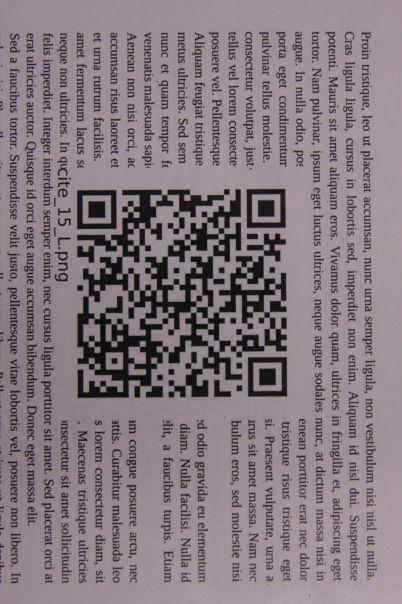 Proin tristique, leo ut placerat accumsan, nunc urna semper ligula, non vestibulum nisi nisl ut nulla.
Cras ligula ligula, cursus in lobortis sed, imperdiet non enim. Aliquam id nisl dui. Suspendisse
potenti. Mauris sit amet aliquam eros. Vivamus dolor quam, ultrices in fringilla et, adipiscing eget
tortor. Nam pulvinar, ipsum eget luctus ultrices, neque augue sodales nunc, at dictum massa nisi in
augue. In nulla odio, pos enean porttitor erat nec dolor
porta eget condimentum tristique risus tristique eget
pulvinar tellus molestie. si. Praesent vulputate, urna a
consectetur volutpat, just mus sit amet massa. Nam nec
tellus vel lorem consecte bulum eros, sed molestie nisi
posuere vel. Pellentesque
Aliquam feugiat tristique ed odio gravida eu elementum
metus ultricies. Sed sem diam. Nulla facilisi. Nulla id
nunc et quam tempor f elit, a faucibus turpis. Etiam
venenatis malesuada sapi
Aenean non nisi orci, ac um congue posuere arcu, nec
accumsan risus laoreet et attis. Curabitur malesuada leo
et urna rutrum facilisis. s lorem consectetur diam, sit
amet fermentum lacus s . Maecenas tristique ultricies
neque non ultricies. In qu cite_15_L.png onsectetur sit amet sollicitudin
felis imperdiet. Integer interdum semper enim, nec cursus ligula porttitor sit amet. Sed placerat orci at
erat ultricies auctor. Quisque id orci eget augue accumsan bibendum. Donec eget massa elit.
Sed a faucibus tortor. Suspendisse velit justo, pellentesque vitae lobortis vel, posuere non libero. In